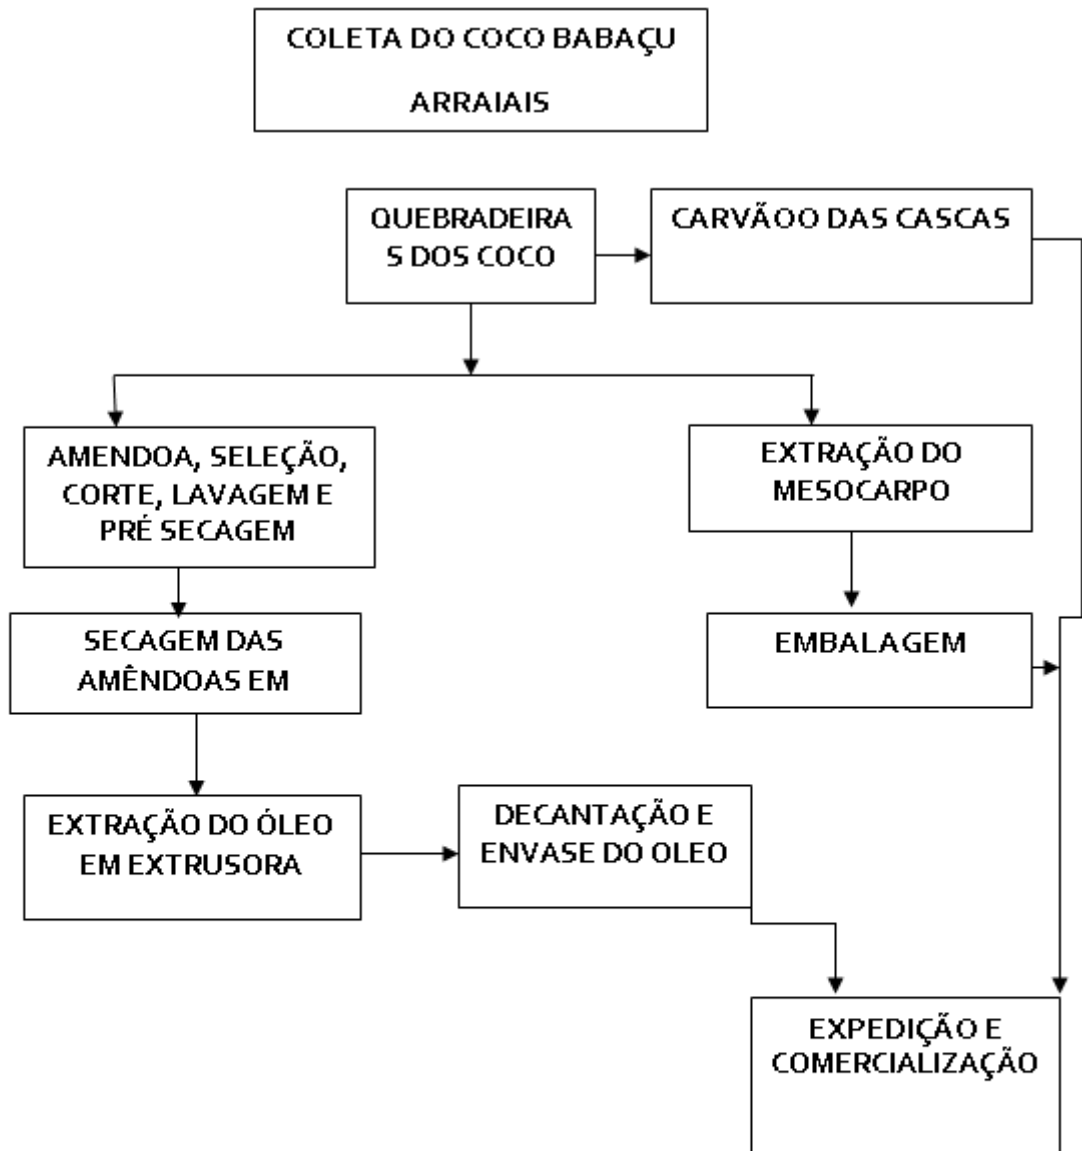 COLETA DO COCO BABAÇU
ARRAIAIS
QUEBRADEIRA
S DOS COCO
CARVÃOO DAS CASCAS
AMENDOA, SELEÇÃO,
CORTE, LAVAGEM E
PRÉ SECAGEM
EXTRAÇÃO DO
MESOCARPO
SECAGEM DAS
AMÊNDOAS EM
EMBALAGEM
EXTRAÇÃO DO ÓLEO
EM EXTRUSORA
DECANTAÇÃO E
ENVASE DO OLEO
EXPEDIÇÃO E
COMERCIALIZAÇÃO